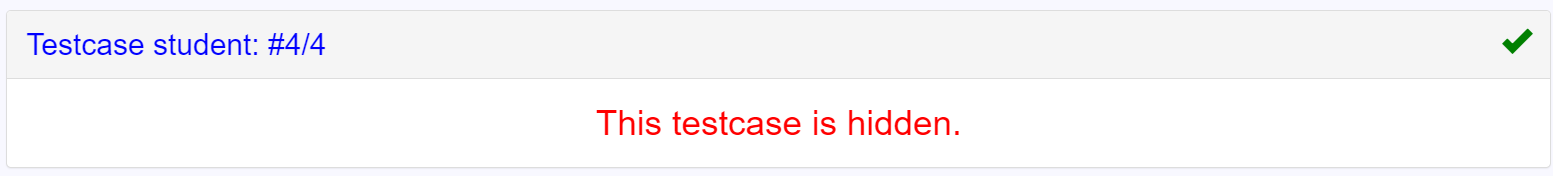 Testcase student: #4/4
This testcase is hidden.